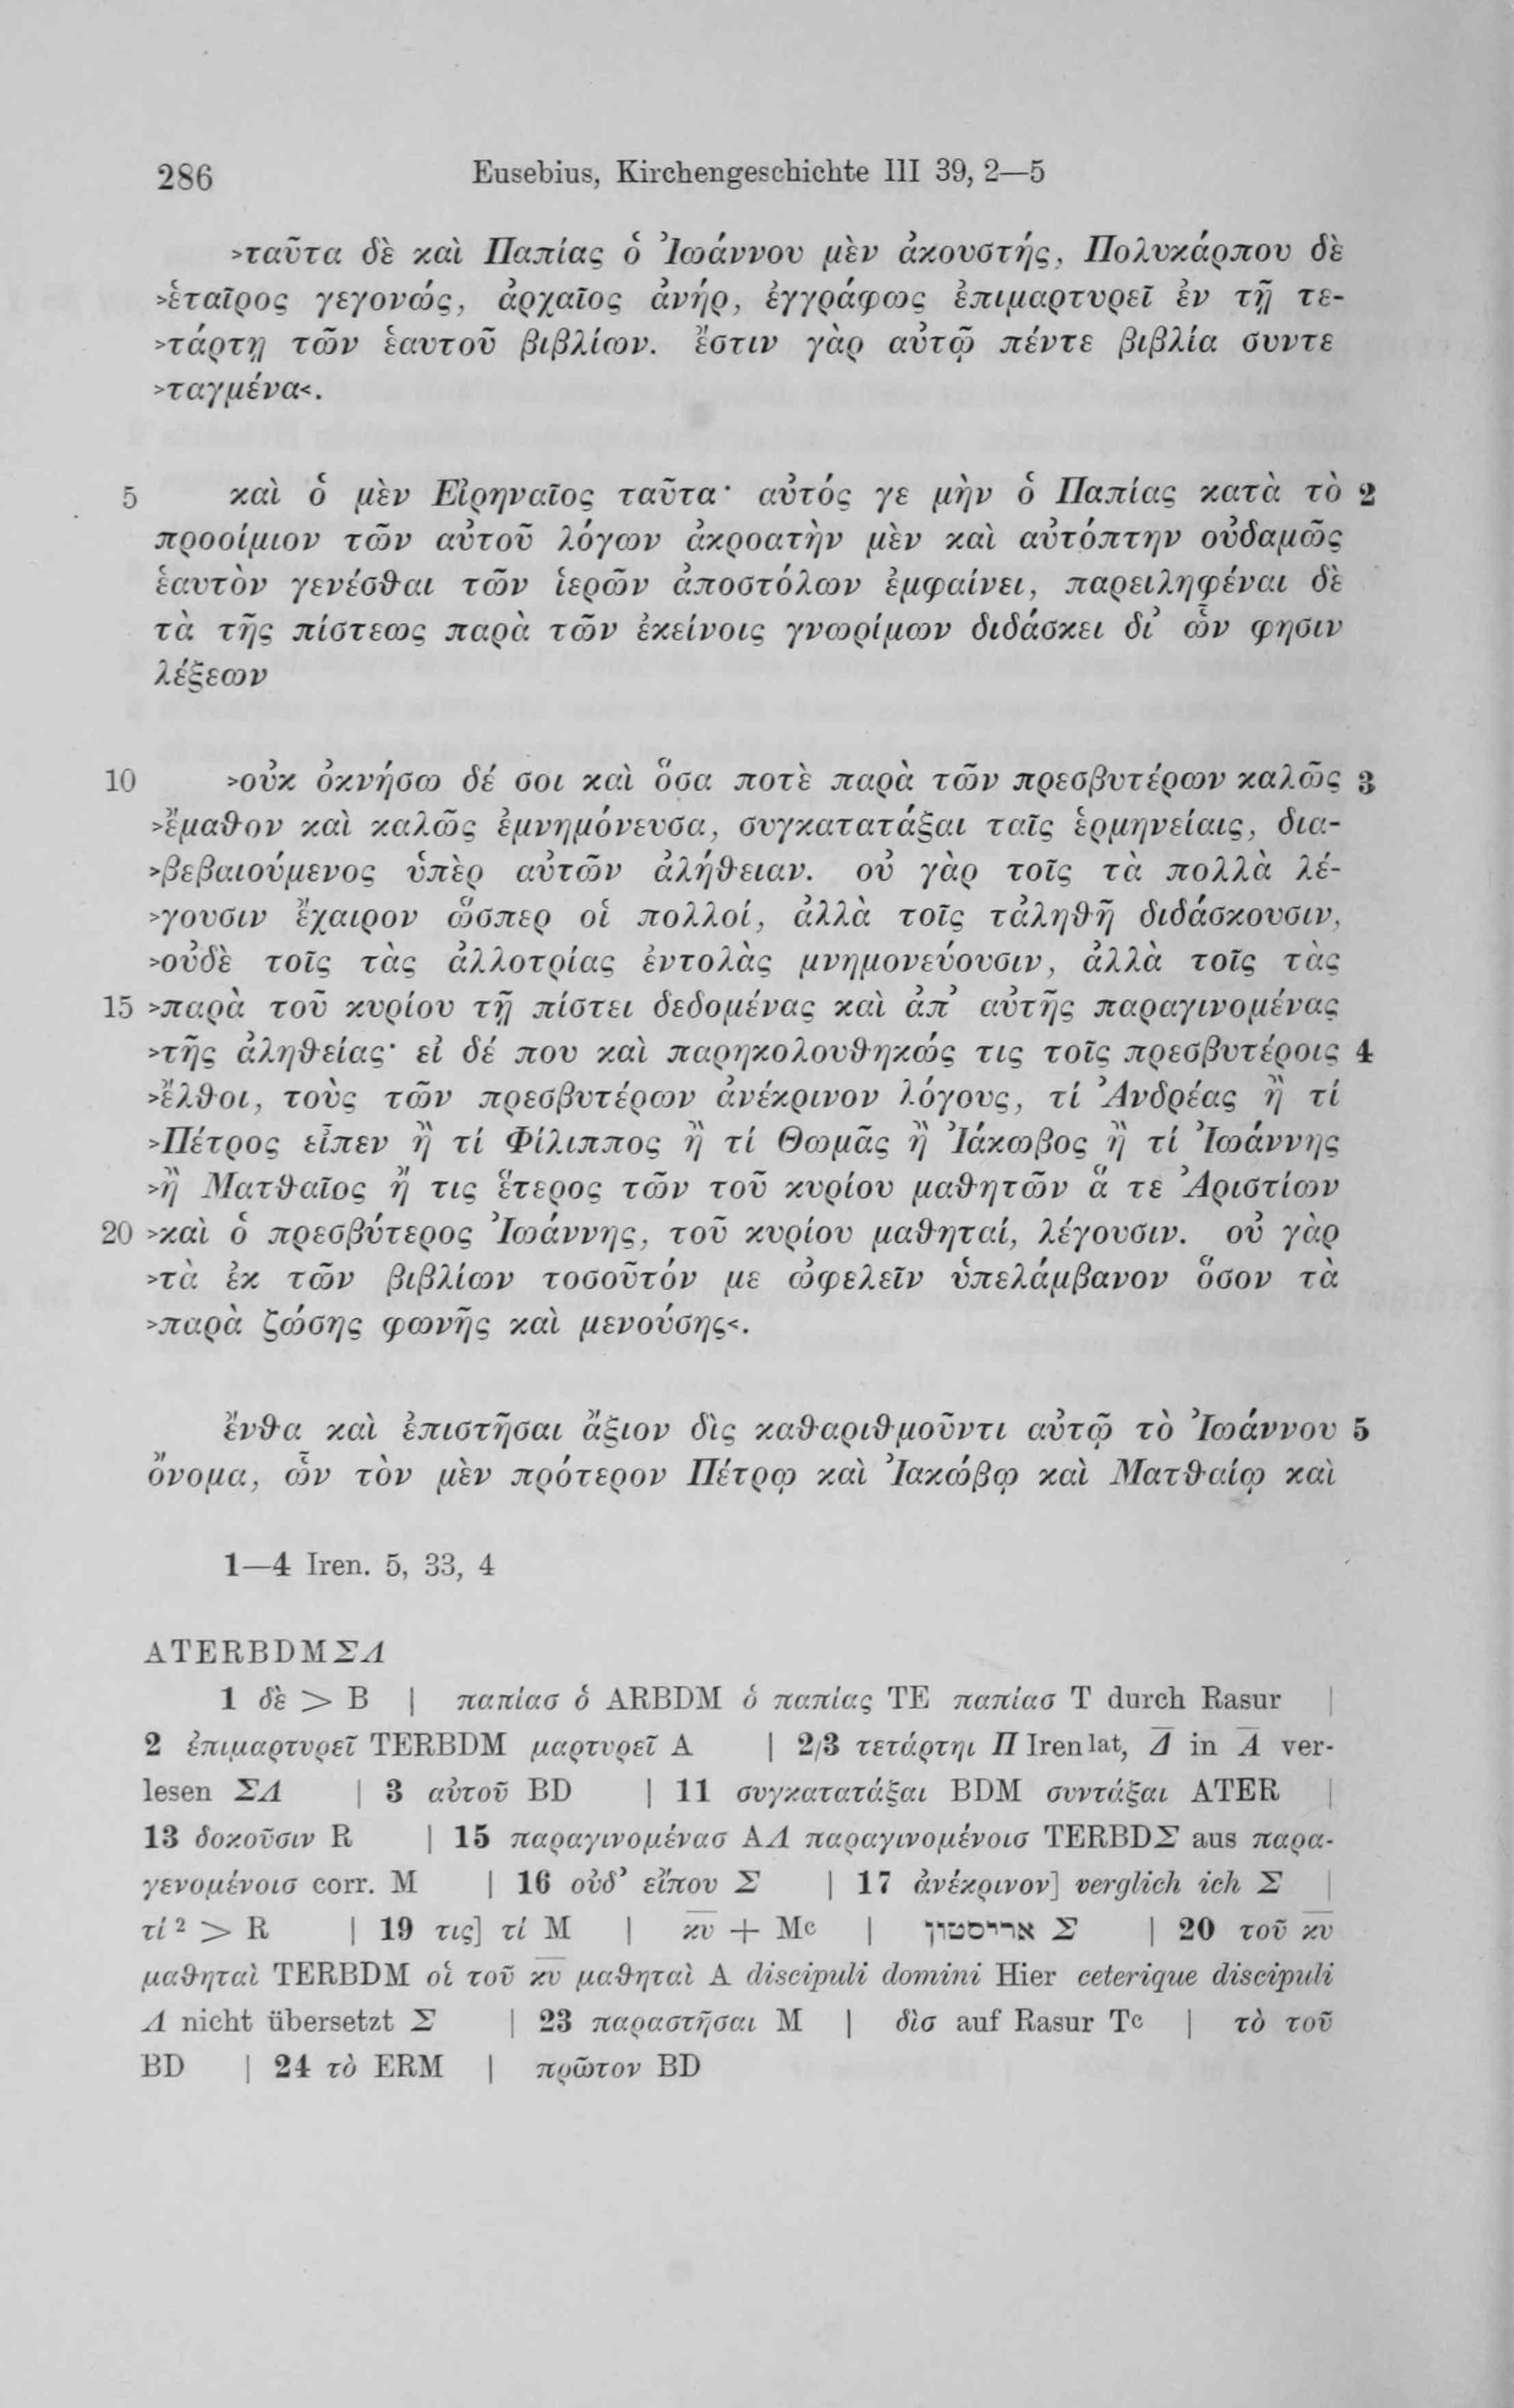 286 Eusebius, Kirchengeschichte III 39, 2—5
>ταῦτα δὲ καὶ Παπίας ὁ Ἰωάννου μὲν ἀκουστής, Πολυκάρπου δὲ
>ἑταῖρος γεγονώς, ἀρχαῖος ἀνήρ, ἐγγράφως ἐπιμαρτυρεῖ ἐν τῇ τε-
>τάρτῃ τῶν ἑαυτοῦ βιβλίων. ἔστιν γὰρ αὐτῷ πέντε βιβλία συντε
>ταγμένα<.
5 καὶ ὁ μὲν Εἰρηναῖος ταῦτα· αὐτός γε μὴν ὁ Παπίας κατὰ τὸ 2
προοίμιον τῶν αὐτοῦ λόγων ἀκροατὴν μὲν καὶ αὐτόπτην οὐδαμῶς
ἑαυτὸν γενέσθαι τῶν ἱερῶν ἀποστόλων ἐμφαίνει, παρειληφέναι δὲ
τὰ τῆς πίστεως παρὰ τῶν ἐκείνοις γνωρίμων διδάσκει δι᾽ ὧν φησιν
λέξεων
10 >οὐκ ὀκνήσω δέ σοι καὶ ὅσα ποτὲ παρὰ τῶν πρεσβυτέρων καλῶς 3
>ἔμαθον καὶ καλῶς ἐμνημόνευσα, συγκατατάξαι ταῖς ἑρμηνείαις, δια-
>βεβαιούμενος ὑπὲρ αὐτῶν ἀλήθειαν. οὐ γὰρ τοῖς τὰ πολλὰ λέ-
>γουσιν ἔχαιρον ὥσπερ οἱ πολλοί, ἀλλὰ τοῖς τἀληθῆ διδάσκουσιν,
>οὐδὲ τοῖς τὰς ἀλλοτρίας ἐντολὰς μνημονεύουσιν, ἀλλὰ τοῖς τὰς
15 >παρὰ τοῦ κυρίου τῇ πίστει δεδομένας καὶ ἀπ᾽ αὐτῆς παραγινομένας
>τῆς ἀληθείας· εἰ δέ που καὶ παρηκολουθηκώς τις τοῖς πρεσβυτέροις 4
>ἔλθοι, τοὺς τῶν πρεσβυτέρων ἀνέκρινον λόγους, τί Ἀνδρέας ἢ τί
>Πέτρος εἶπεν ἢ τί Φίλιππος ἢ τί Θωμᾶς ἢ Ἰάκωβος ἢ τί Ἰωάννης
>ἢ Ματθαῖος ἤ τις ἕτερος τῶν τοῦ κυρίου μαθητῶν ἅ τε Ἀριστίων
20 >καὶ ὁ πρεσβύτερος Ἰωάννης, τοῦ κυρίου μαθηταί, λέγουσιν. οὐ γὰρ
>τὰ ἐκ τῶν βιβλίων τοσοῦτόν με ὠφελεῖν ὑπελάμβανον ὅσον τὰ
>παρὰ ζώσης φωνῆς καὶ μενούσης<.
ἔνθα καὶ ἐπιστῆσαι ἄξιον δὶς καθαριθμοῦντι αὐτῷ τὸ Ἰωάννου 5
ὄνομα, ὧν τὸν μὲν πρότερον Πέτρῳ καὶ Ἰακώβῳ καὶ Ματθαίῳ καὶ
1—4 Iren. 5, 33, 4
ATERBDMΣΛ
1 δὲ > B | παπίασ ὁ ARBDM ὁ παπίας TE παπίασ T durch Rasur |
2 ἐπιμαρτυρεῖ TERBDM μαρτυρεῖ A | 2/3 τετάρτηι Π Iren lat, Δ̅ in Α̅ ver-
lesen ΣΛ | 3 αὐτοῦ BD | 11 συγκατατάξαι BDM συντάξαι ATER |
13 δοκοῦσιν R | 15 παραγινομένασ AΛ παραγινομένοισ TERBDΣ aus παρα-
γενομένοισ corr. M | 16 οὐδ᾽ εἴπου Σ | 17 ἀνέκρινον] verglich ich Σ |
τί 2 > R | 19 τις] τί M | κ̅υ̅ + Mc | אריסטון Σ | 20 τοῦ κ̅υ̅
μαθηταὶ TERBDM οἱ τοῦ κ̅υ̅ μαθηταὶ A discipuli domini Hier ceterique discipuli
Λ nicht übersetzt Σ | 23 παραστῆσαι M | δὶσ auf Rasur Tc | τὸ τοῦ
BD | 24 τὸ ERM | πρῶτον BD